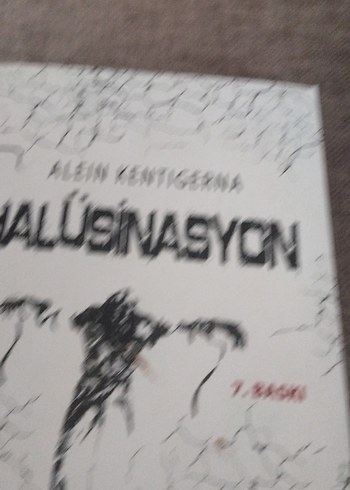 ALEIN KENTIGERNA
HALÜSİNASYON
7. BASKI